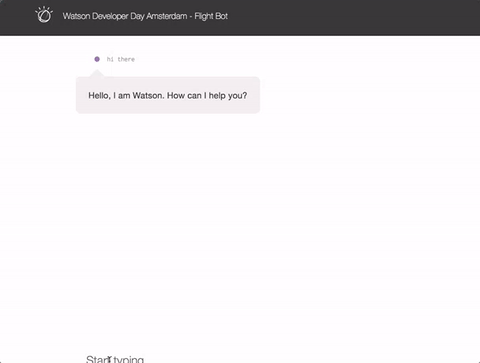 Watson Developer Day Amsterdam - Flight Bot
hi there
Hello, I am Watson. How can I help you?
Start typing